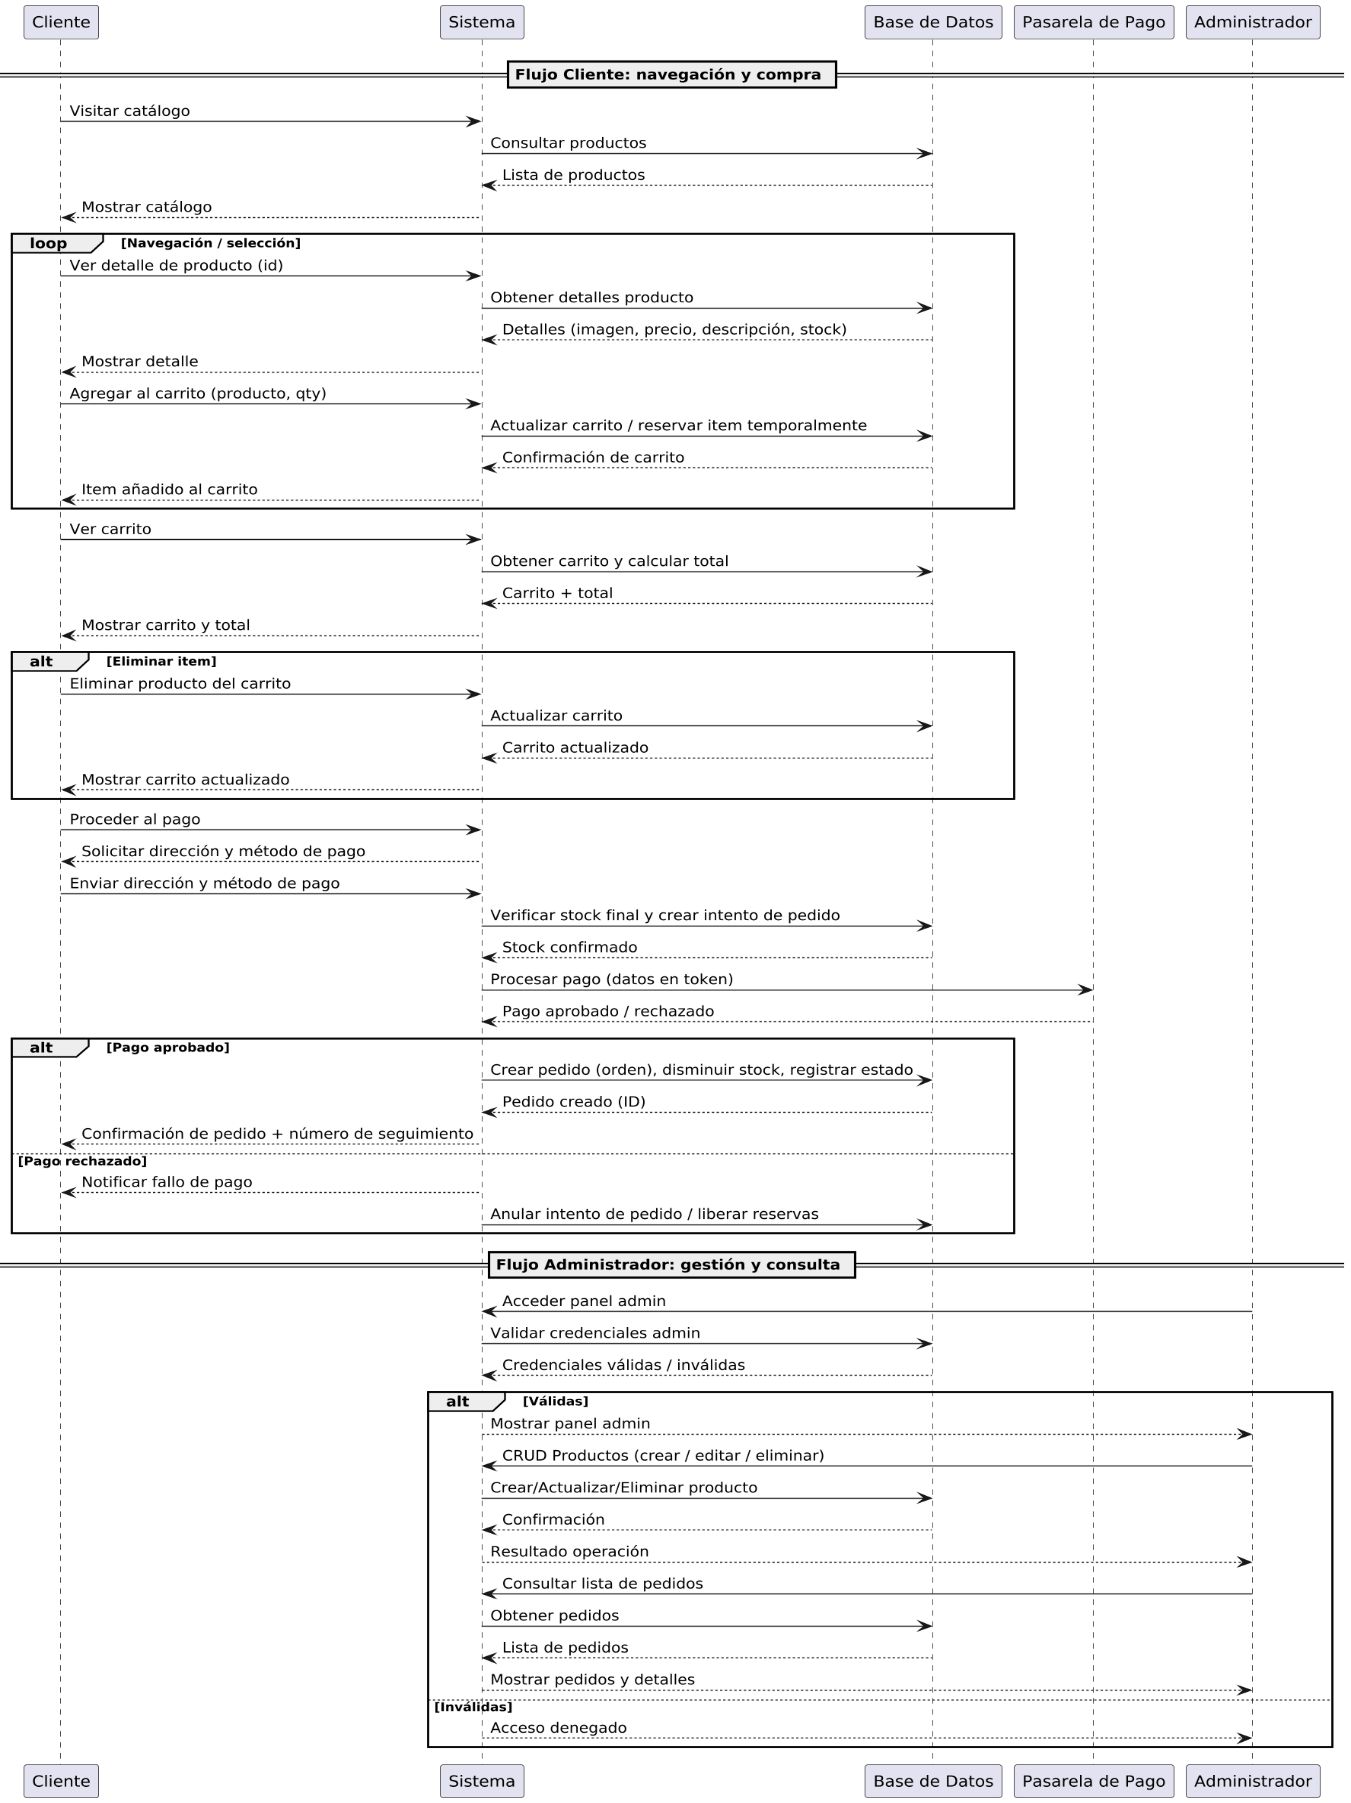 Cliente
Sistema
Base de Datos
Pasarela de Pago
Administrador
Flujo Cliente: navegación y compra
Visitar catálogo
Consultar productos
Lista de productos
Mostrar catálogo
loop
[Navegación / selección]
Ver detalle de producto (id)
Obtener detalles producto
Detalles (imagen, precio, descripción, stock)
Mostrar detalle
Agregar al carrito (producto, qty)
Actualizar carrito / reservar item temporalmente
Confirmación de carrito
Item añadido al carrito
Ver carrito
Obtener carrito y calcular total
Carrito + total
Mostrar carrito y total
alt
[Eliminar item]
Eliminar producto del carrito
Actualizar carrito
Carrito actualizado
Mostrar carrito actualizado
Proceder al pago
Solicitar dirección y método de pago
Enviar dirección y método de pago
Verificar stock final y crear intento de pedido
Stock confirmado
Procesar pago (datos en token)
Pago aprobado / rechazado
alt
[Pago aprobado]
Crear pedido (orden), disminuir stock, registrar estado
Pedido creado (ID)
Confirmación de pedido + número de seguimiento
[Pago rechazado]
Notificar fallo de pago
Anular intento de pedido / liberar reservas
Flujo Administrador: gestión y consulta
Acceder panel admin
Validar credenciales admin
Credenciales válidas / inválidas
alt
[Válidas]
Mostrar panel admin
CRUD Productos (crear / editar / eliminar)
Crear/Actualizar/Eliminar producto
Confirmación
Resultado operación
Consultar lista de pedidos
Obtener pedidos
Lista de pedidos
Mostrar pedidos y detalles
[Inválidas]
Acceso denegado
Cliente
Sistema
Base de Datos
Pasarela de Pago
Administrador